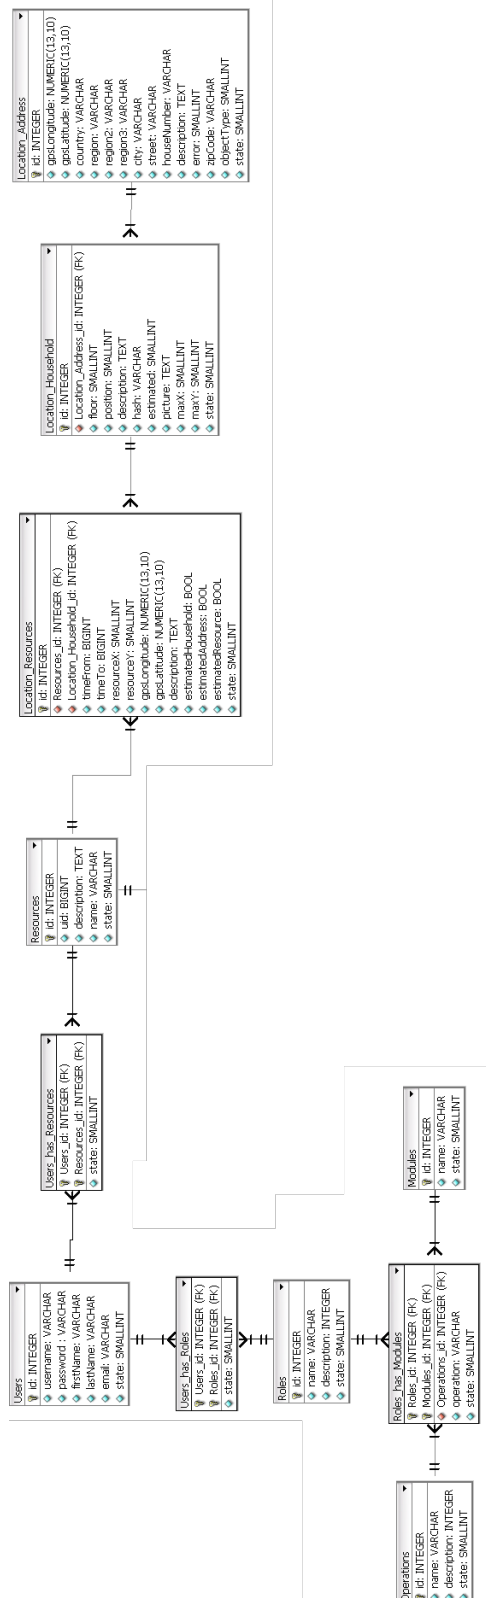 Location_Address
id: INTEGER
gpsLongitude: NUMERIC(13,10)
gpsLatitude: NUMERIC(13,10)
country: VARCHAR
region: VARCHAR
region2: VARCHAR
region3: VARCHAR
city: VARCHAR
street: VARCHAR
houseNumber: VARCHAR
description: TEXT
error: SMALLINT
zipCode: VARCHAR
objectType: SMALLINT
state: SMALLINT
Location_Household
id: INTEGER
Location_Address_id: INTEGER (FK)
floor: SMALLINT
position: SMALLINT
description: TEXT
hash: VARCHAR
estimated: SMALLINT
picture: TEXT
maxX: SMALLINT
maxY: SMALLINT
state: SMALLINT
Location_Resources
id: INTEGER
Resources_id: INTEGER (FK)
Location_Household_id: INTEGER (FK)
timeFrom: BIGINT
timeTo: BIGINT
resourceX: SMALLINT
resourceY: SMALLINT
gpsLongitude: NUMERIC(13,10)
gpsLatitude: NUMERIC(13,10)
description: TEXT
estimatedHousehold: BOOL
estimatedAddress: BOOL
estimatedResource: BOOL
state: SMALLINT
Resources
id: INTEGER
uid: BIGINT
description: TEXT
name: VARCHAR
state: SMALLINT
Users_has_Resources
Users_id: INTEGER (FK)
Resources_id: INTEGER (FK)
state: SMALLINT
Modules
id: INTEGER
name: VARCHAR
state: SMALLINT
Users
id: INTEGER
username: VARCHAR
password : VARCHAR
firstName: VARCHAR
lastName: VARCHAR
email: VARCHAR
state: SMALLINT
Users_has_Roles
Users_id: INTEGER (FK)
Roles_id: INTEGER (FK)
state: SMALLINT
Roles
id: INTEGER
name: VARCHAR
description: INTEGER
state: SMALLINT
Roles_has_Modules
Roles_id: INTEGER (FK)
Modules_id: INTEGER (FK)
Operations_id: INTEGER (FK)
operation: VARCHAR
state: SMALLINT
Operations
id: INTEGER
name: VARCHAR
description: INTEGER
state: SMALLINT